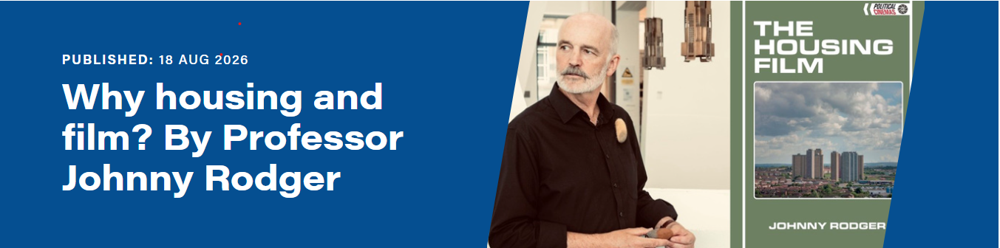 PUBLISHED: 18 AUG 2026
Why housing and
film? By Professor
Johnny Rodger
POLITICAL
CINEMAS
THE
HOUSING
FILM
JOHNNY RODGER